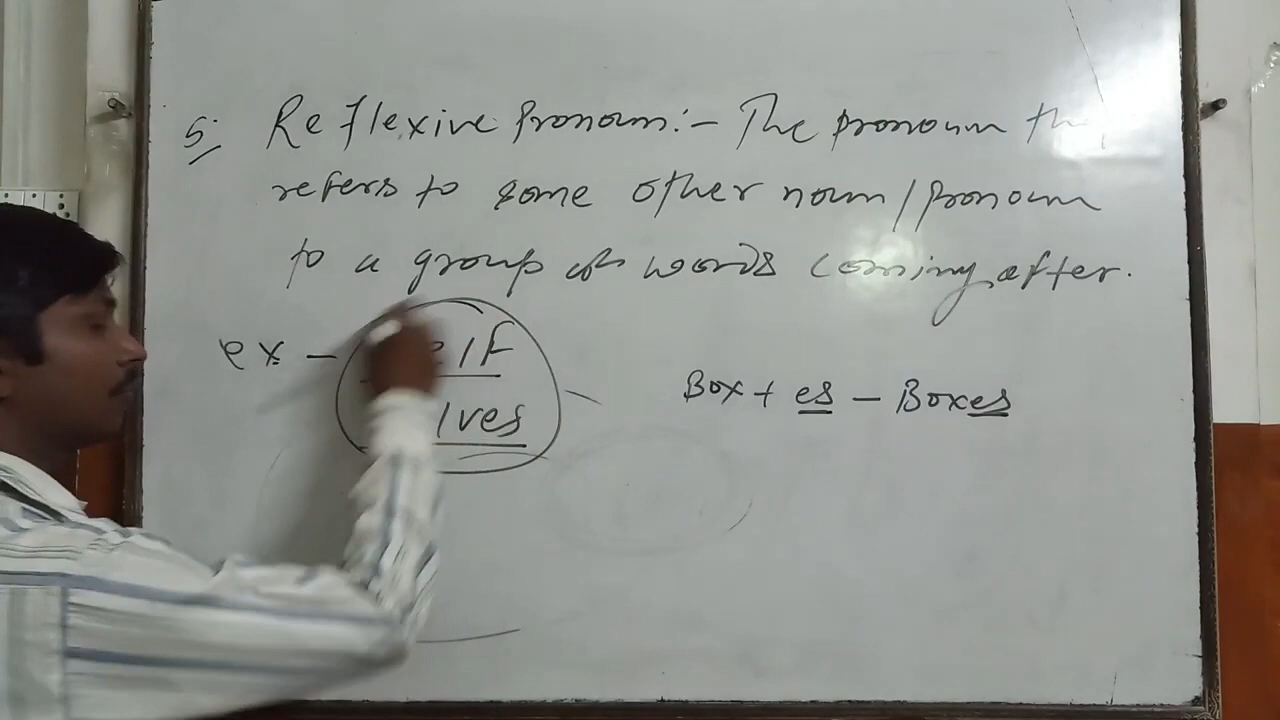 5. Reflexive Pronoun:- The pronoun th
refers to some other noun/pronoun
to a group of words coming after.
ex - elf
lves
Box + es - Boxes